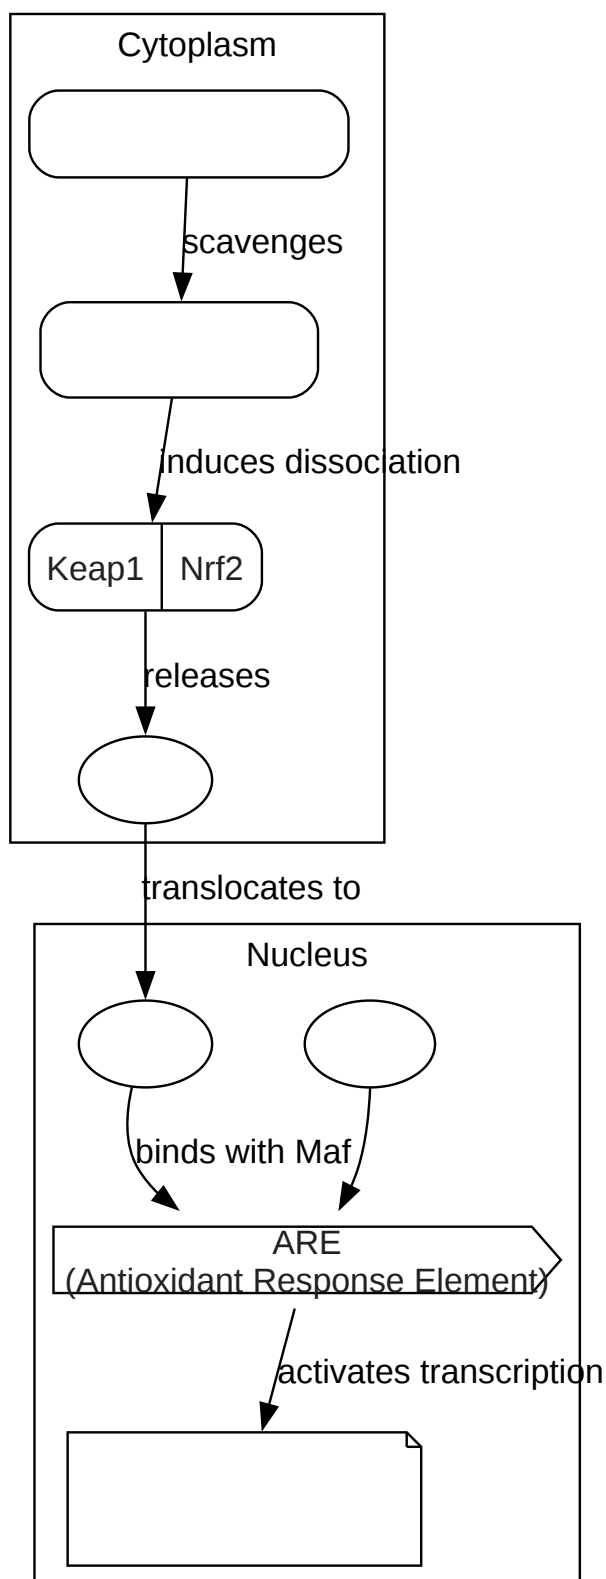 Cytoplasm
scavenges
induces dissociation
Keap1 Nrf2
releases
translocates to
Nucleus
binds with Maf
ARE
(Antioxidant Response Element)
activates transcription